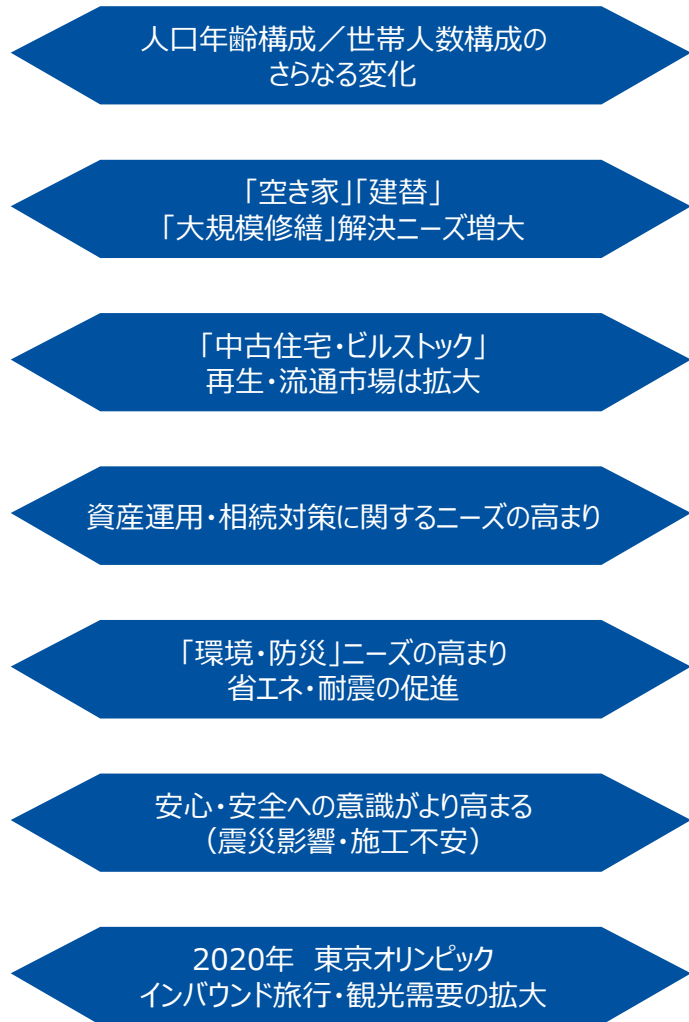 人口年齢構成／世帯人数構成の
さらなる変化
「空き家」「建替」
「大規模修繕」解決ニーズ増大
「中古住宅・ビルストック」
再生・流通市場は拡大
資産運用・相続対策に関するニーズの高まり
「環境・防災」ニーズの高まり
省エネ・耐震の促進
安心・安全への意識がより高まる
（震災影響・施工不安）
2020年　東京オリンピック
インバウンド旅行・観光需要の拡大